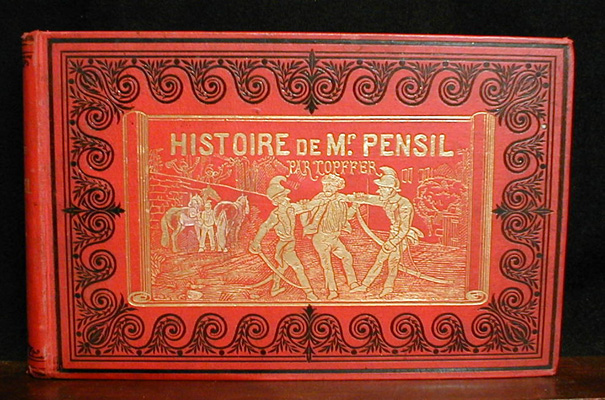 HISTOIRE DE Mr PENSIL
PAR TOPFFER